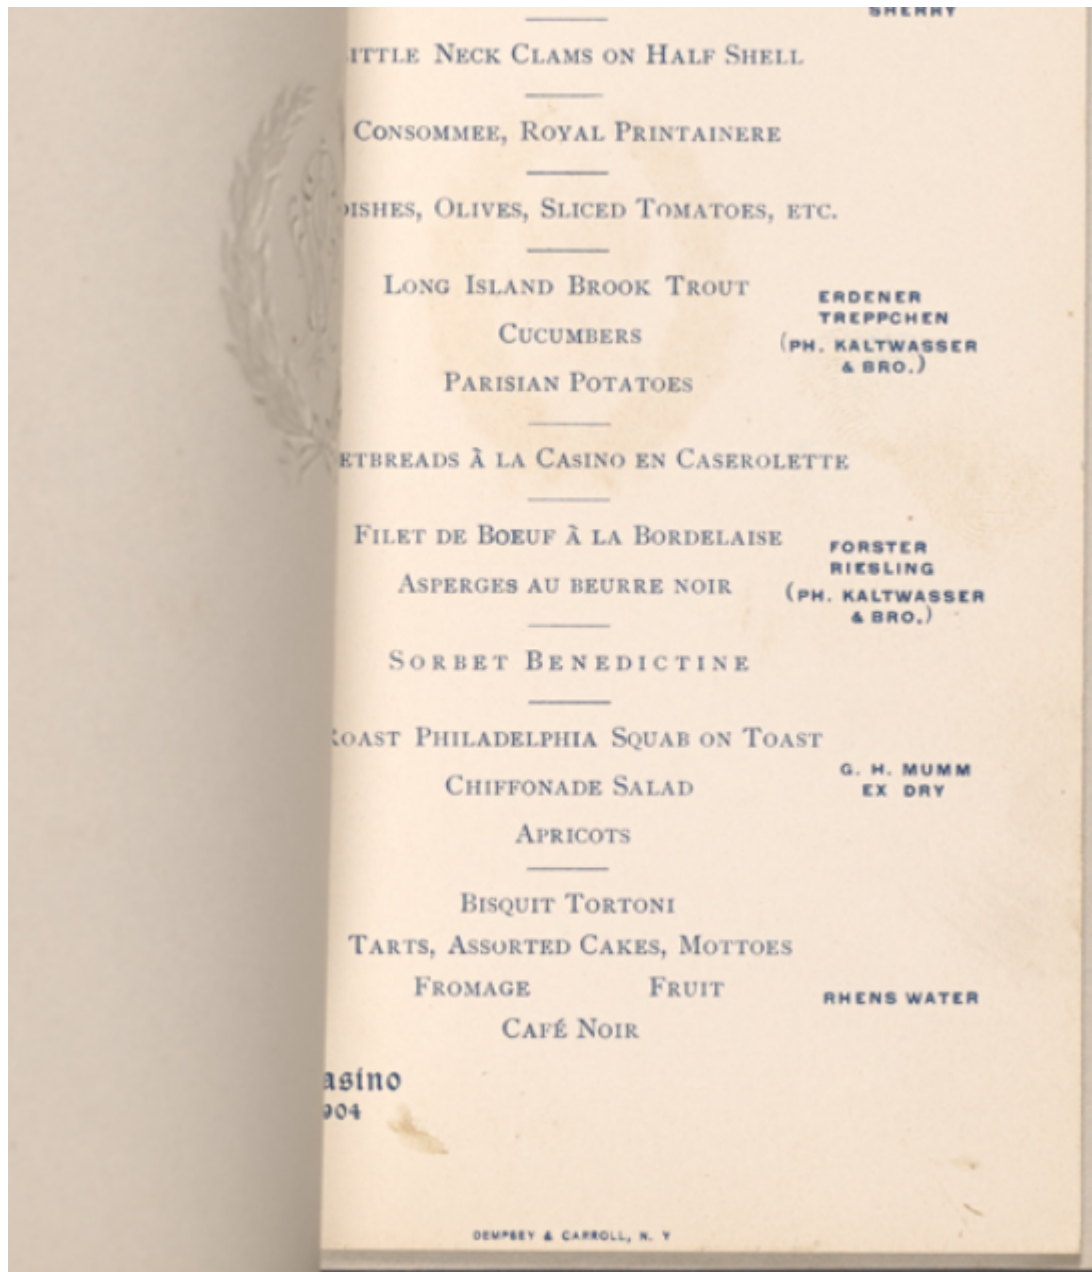 SHERRY
ITTLE NECK CLAMS ON HALF SHELL
CONSOMMEE, ROYAL PRINTAINERE
DISHES, OLIVES, SLICED TOMATOES, ETC.
LONG ISLAND BROOK TROUT
CUCUMBERS
PARISIAN POTATOES
ERDENER
TREPPCHEN
(PH. KALTWASSER
& BRO.)
ETBREADS À LA CASINO EN CASEROLETTE
FILET DE BOEUF À LA BORDELAISE
ASPERGES AU BEURRE NOIR
FORSTER
RIESLING
(PH. KALTWASSER
& BRO.)
SORBET BENEDICTINE
ROAST PHILADELPHIA SQUAB ON TOAST
CHIFFONADE SALAD
APRICOTS
G. H. MUMM
EX DRY
BISQUIT TORTONI
TARTS, ASSORTED CAKES, MOTTOES
FROMAGE FRUIT
CAFÉ NOIR
RHENS WATER
asino
904
DEMPSEY & CARROLL, N. Y